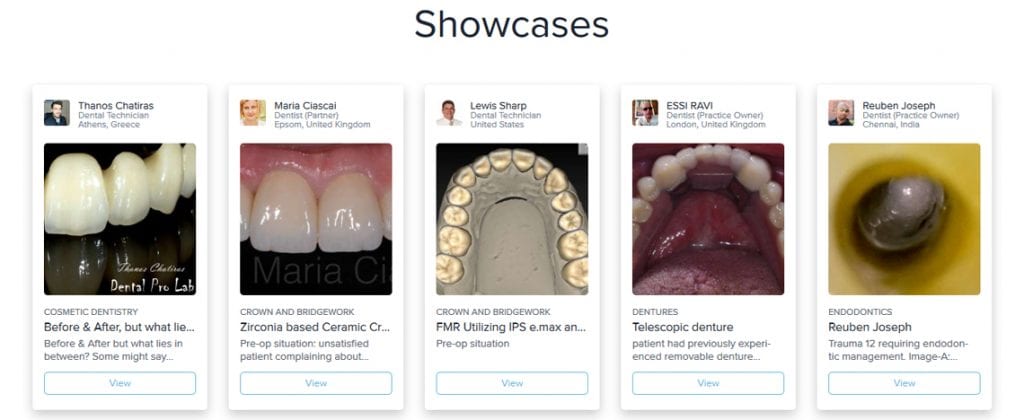 Showcases
Thanos Chatiras
Dental Technician
Athens, Greece
Thanos Chatiras
Dental Pro Lab
COSMETIC DENTISTRY
Before & After, but what lie...
Before & After but what lies in
between? Some might say...
View
Maria Ciascai
Dentist (Partner)
Epsom, United Kingdom
Maria Cia
CROWN AND BRIDGEWORK
Zirconia based Ceramic Cr...
Pre-op situation: unsatisfied
patient complaining about...
View
Lewis Sharp
Dental Technician
United States
CROWN AND BRIDGEWORK
FMR Utilizing IPS e.max an...
Pre-op situation
View
ESSI RAVI
Dentist (Practice Owner)
London, United Kingdom
DENTURES
Telescopic denture
patient had previously experi-
enced removable denture...
View
Reuben Joseph
Dentist (Practice Owner)
Chennai, India
ENDODONTICS
Reuben Joseph
Trauma 12 requiring endodon-
tic management. Image-A:...
View